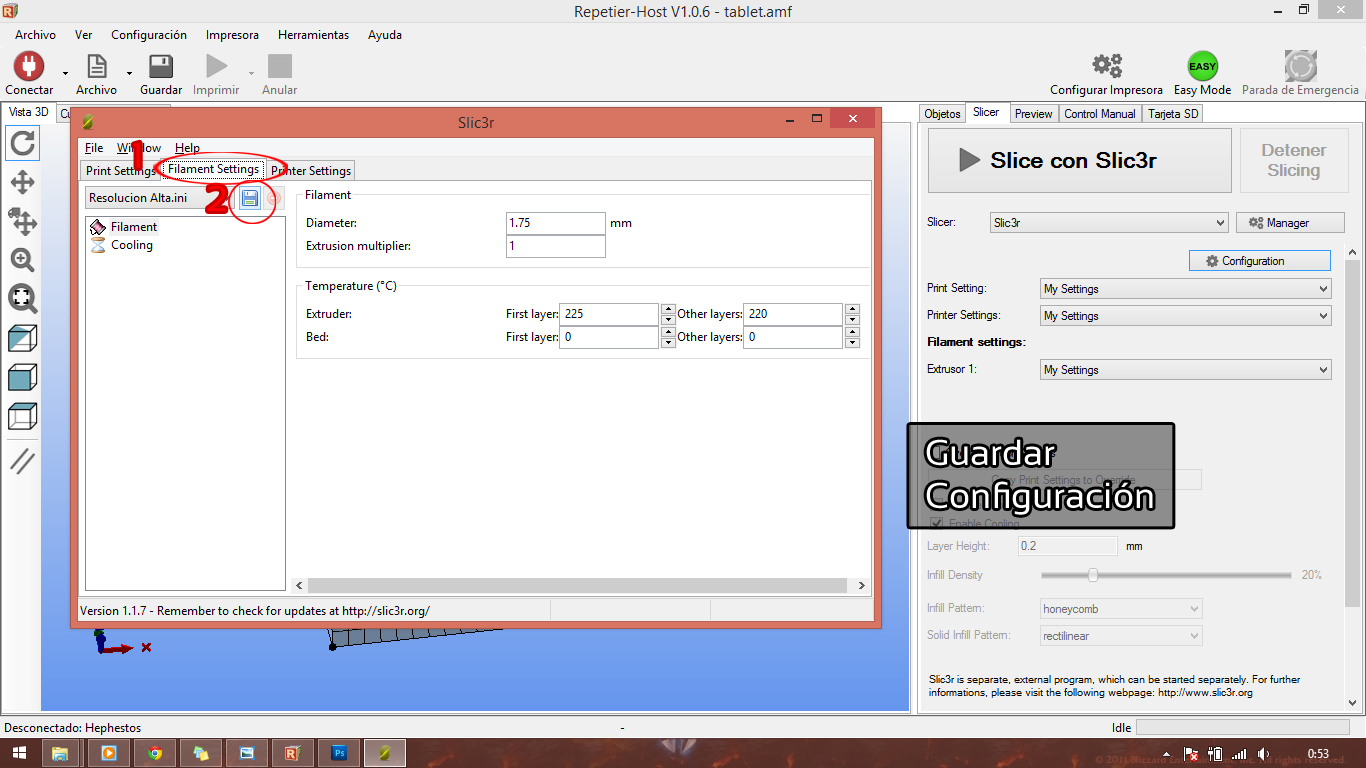 Repetier-Host V1.0.6 - tablet.amf
Archivo Ver Configuración Impresora Herramientas Ayuda
Conectar Archivo Guardar Imprimir Anular Configurar Impresora EASY Easy Mode Parada de Emergencia
Vista 3D
Slic3r
File Window Help
1
Print Settings Filament Settings Printer Settings
Resolucion Alta.ini 2
Filament
Cooling
Filament
Diameter: 1.75 mm
Extrusion multiplier: 1
Temperature (°C)
Extruder: First layer: 225 Other layers: 220
Bed: First layer: 0 Other layers: 0
Version 1.1.7 - Remember to check for updates at http://slic3r.org/
Objetos Slicer Preview Control Manual Tarjeta SD
Slice con Slic3r
Detener
Slicing
Slicer: Slic3r Manager
Configuration
Print Setting: My Settings
Printer Settings: My Settings
Filament settings:
Extrusor 1: My Settings
Guardar
Copy Print Settings to Override
Configuración
Enable Cooling
Layer Height: 0.2 mm
Infill Density 20%
Infill Pattern: honeycomb
Solid Infill Pattern: rectilinear
Slic3r is separate, external program, which can be started separately. For further
informations, please visit the following webpage: http://www.slic3r.org
Desconectado: Hephestos - Idle
Ps 0:53